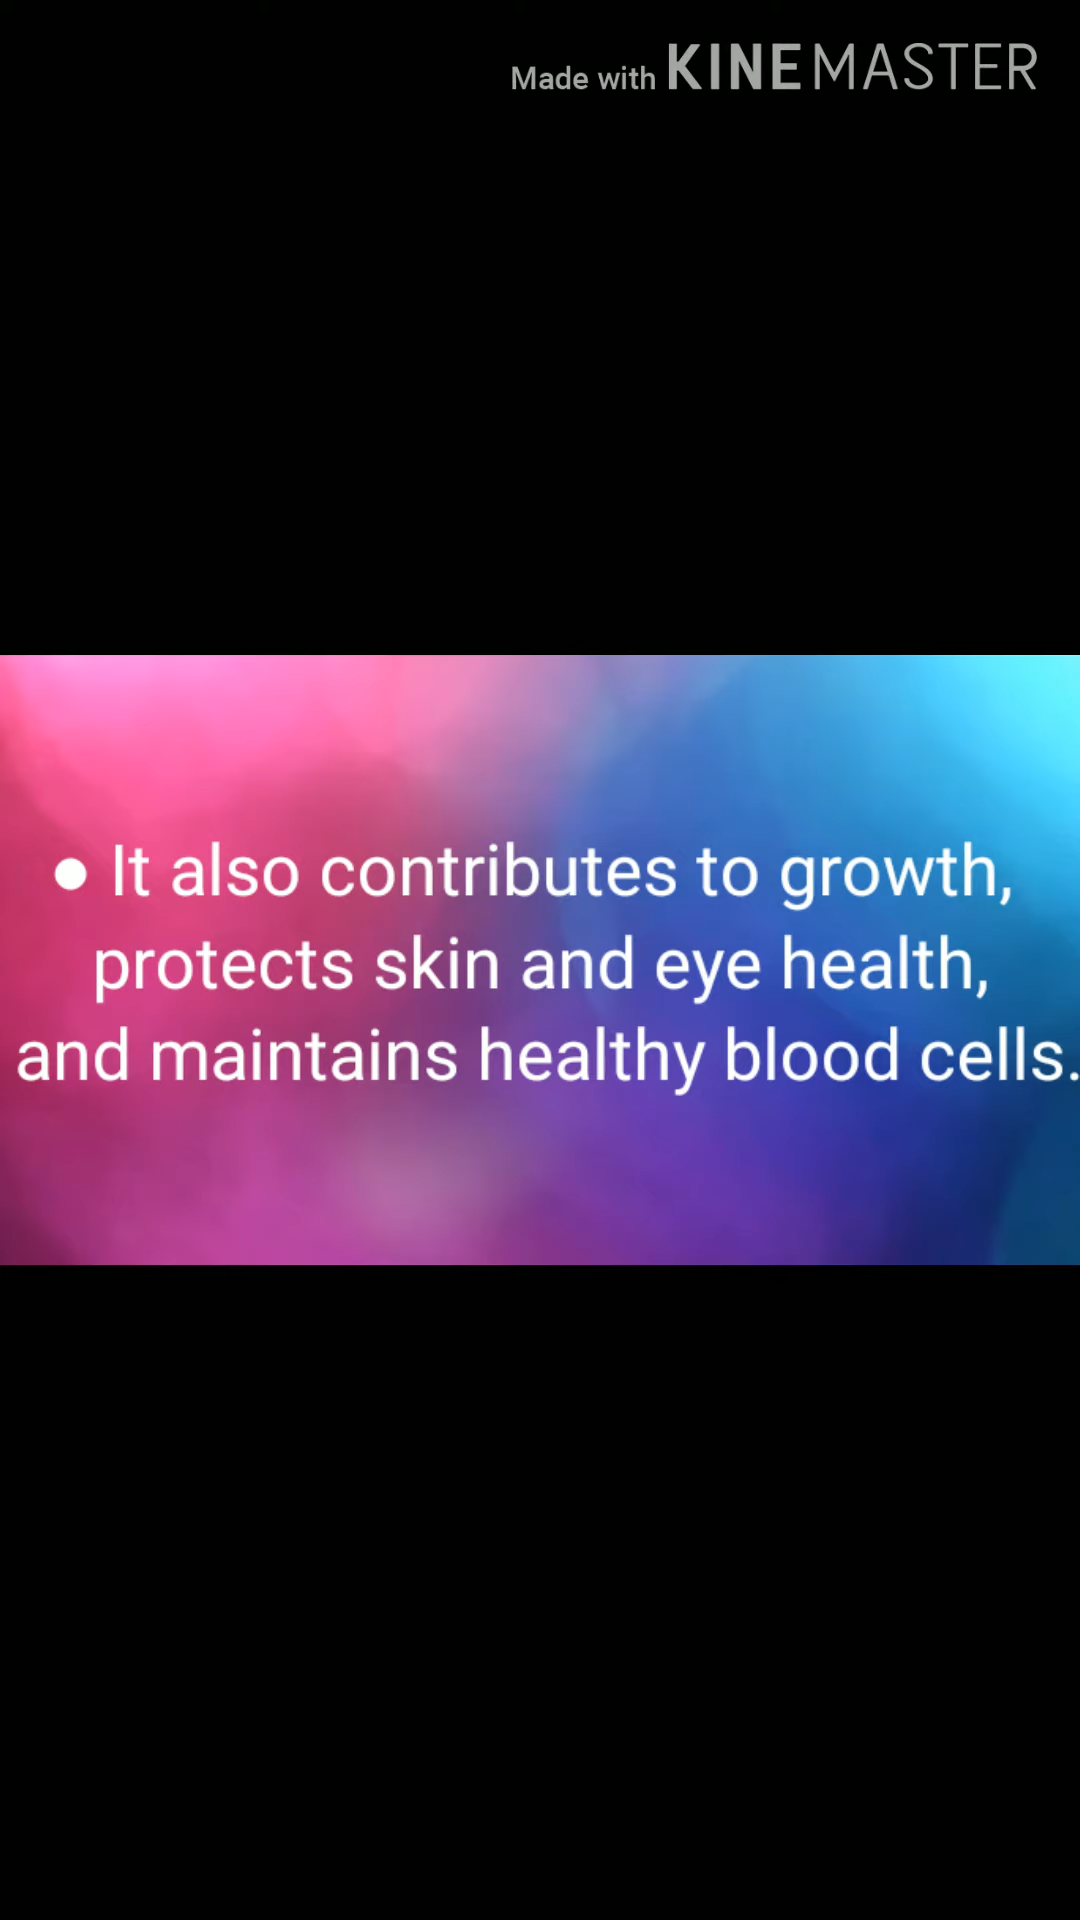 Made with KINEMASTER
● It also contributes to growth,
protects skin and eye health,
and maintains healthy blood cells.